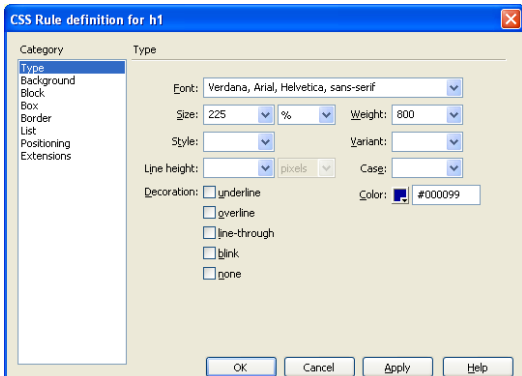 CSS Rule definition for h1
Category
Type
Type
Background
Block
Box
Border
List
Positioning
Extensions
Font: Verdana, Arial, Helvetica, sans-serif
Size: 225 % Weight: 800
Style: Variant:
Line height: pixels Case:
Decoration: underline Color: #000099
overline
line-through
blink
none
OK Cancel Apply Help